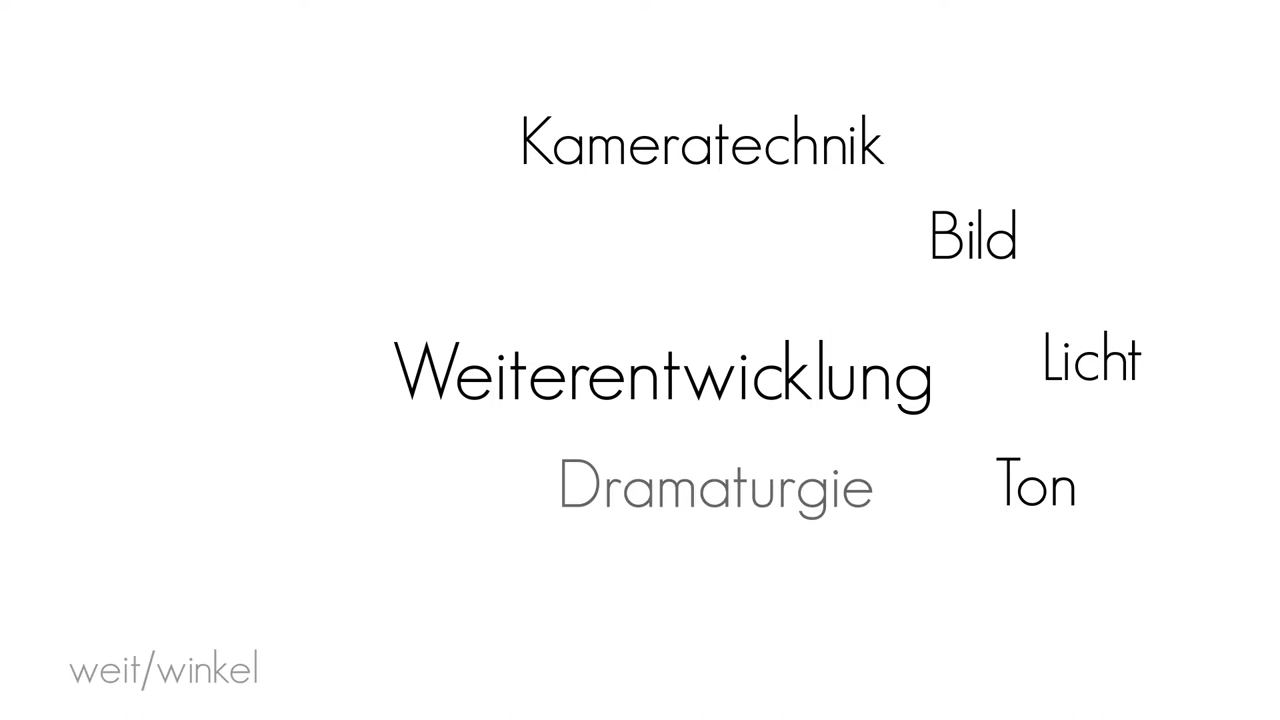 Kameratechnik
Bild
Weiterentwicklung
Licht
Dramaturgie
Ton
weit/winkel